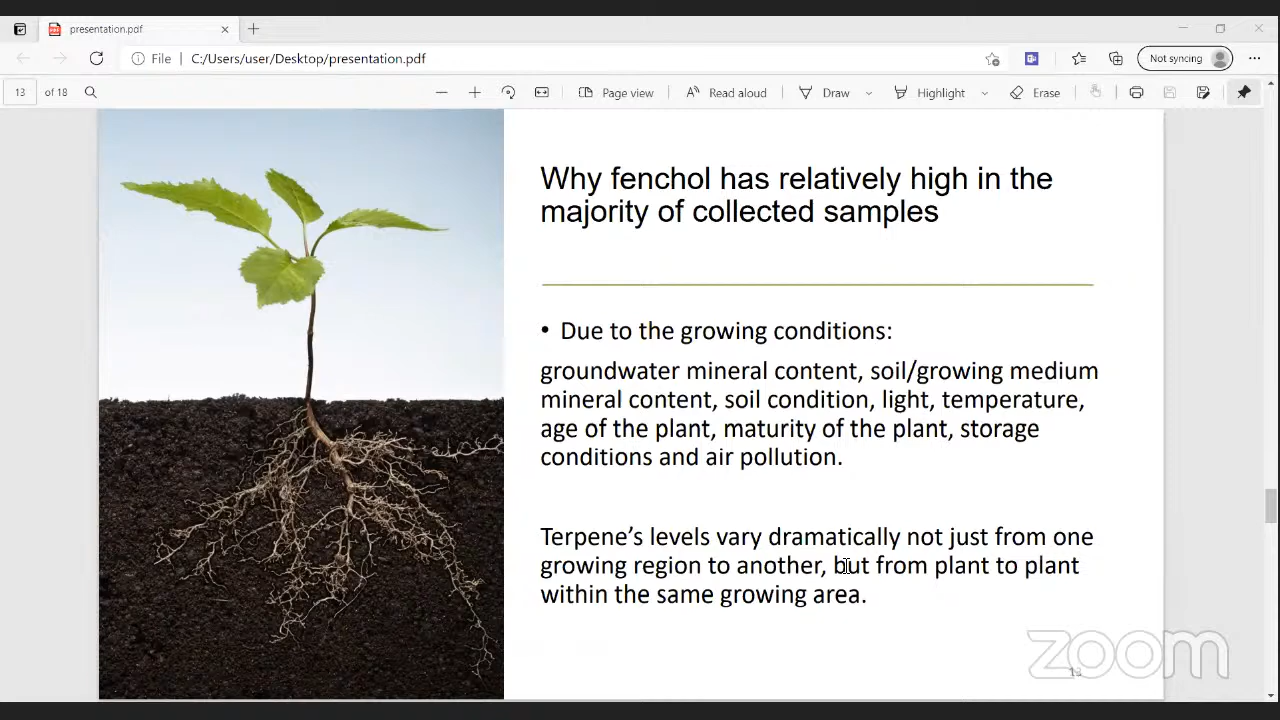 presentation.pdf
File C:/Users/user/Desktop/presentation.pdf Not syncing
13 of 18 Page view Read aloud Draw Highlight Erase
Why fenchol has relatively high in the
majority of collected samples
• Due to the growing conditions:
groundwater mineral content, soil/growing medium
mineral content, soil condition, light, temperature,
age of the plant, maturity of the plant, storage
conditions and air pollution.
Terpene’s levels vary dramatically not just from one
growing region to another, but from plant to plant
within the same growing area.
zoom
13